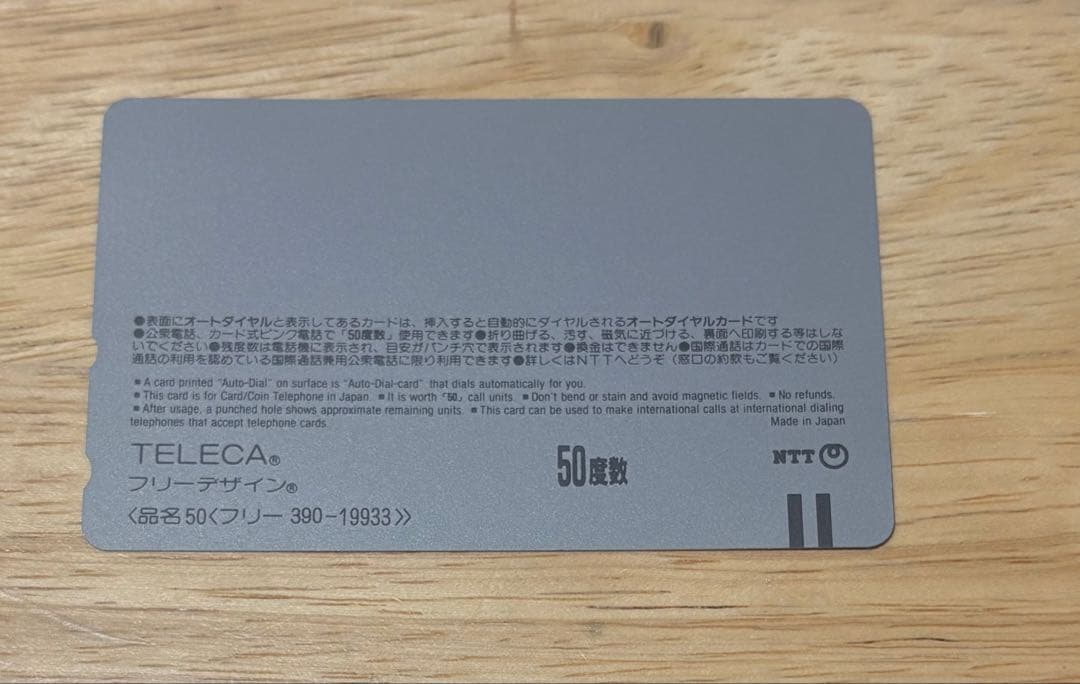 ●表面にオートダイヤルと表示してあるカードは、挿入すると自動的にダイヤルされるオートダイヤルカードです
●公衆電話、カード式ピンク電話で「50度数」使用できます●折り曲げる、汚す、磁気に近づける、裏面へ印刷する等はしな
いでください●残度数は電話機に表示され、目安がパンチ穴で表示されます●換金はできません●国際通話はカードでの国際
通話の利用を認めている国際通話兼用公衆電話に限り利用できます●詳しくはNTTへどうぞ(窓口の約款もご覧ください)
■ A card printed "Auto-Dial" on surface is "Auto-Dial-card" that dials automatically for you.
■ This card is for Card/Coin Telephone in Japan. ■ It is worth「50」call units. ■ Don't bend or stain and avoid magnetic fields. ■ No refunds.
■ After usage, a punched hole shows approximate remaining units. ■ This card can be used to make international calls at international dialing
telephones that accept telephone cards. Made in Japan
TELECA®
フリーデザイン®
50度数
NTT
〈品名50〈フリー 390-19933〉〉